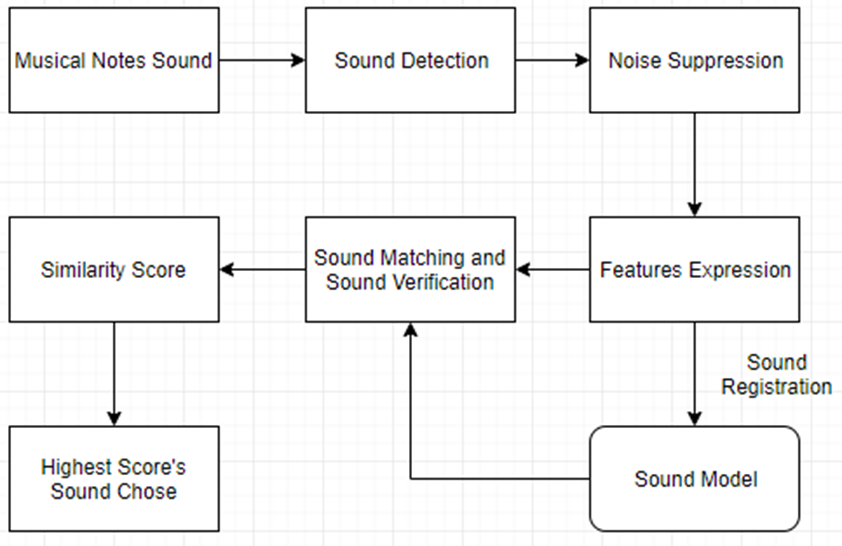 Musical Notes Sound
Sound Detection
Noise Suppression
Similarity Score
Sound Matching and
Sound Verification
Features Expression
Sound
Registration
Highest Score's
Sound Chose
Sound Model